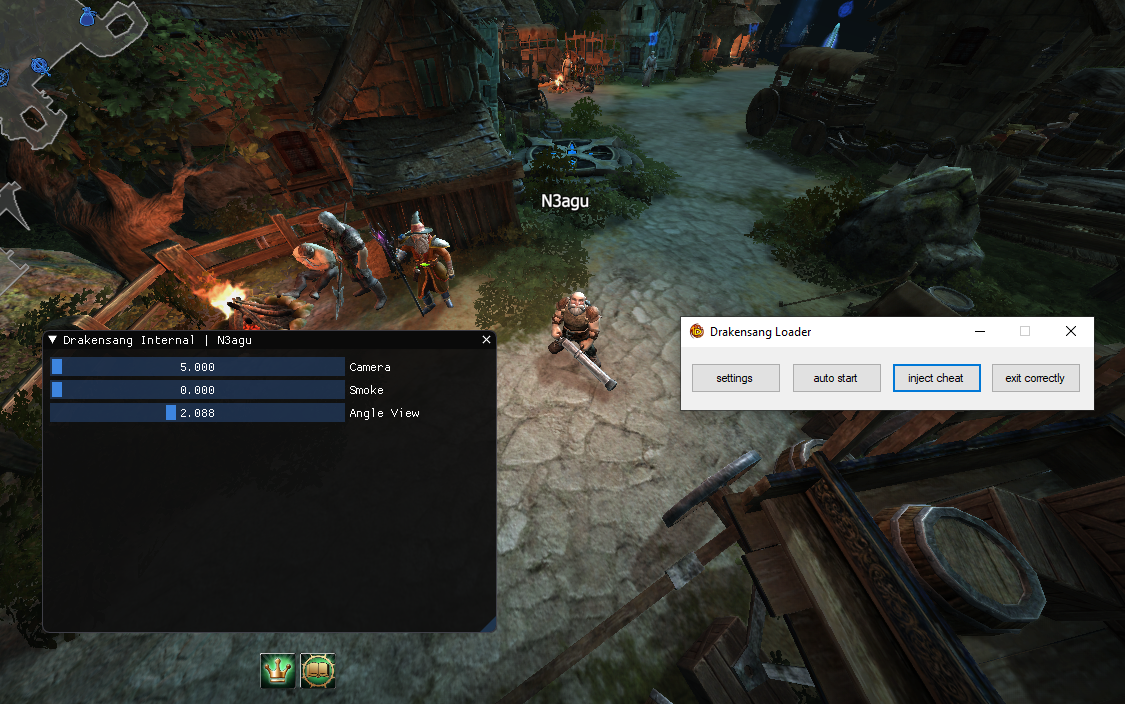 N3agu
Drakensang Internal | N3agu
5.000 Camera
0.000 Smoke
2.088 Angle View
Drakensang Loader
settings auto start inject cheat exit correctly